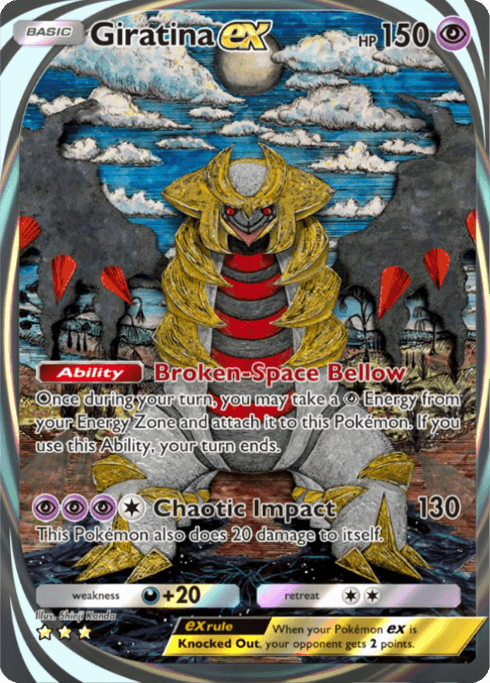 BASIC Giratina ex HP 150
Ability Broken-Space Bellow
Once during your turn, you may take a Energy from
your Energy Zone and attach it to this Pokémon. If you
use this Ability, your turn ends.
Chaotic Impact 130
This Pokémon also does 20 damage to itself.
weakness +20 retreat
Illus. Shinji Kanda
ex rule When your Pokémon ex is
Knocked Out, your opponent gets 2 points.